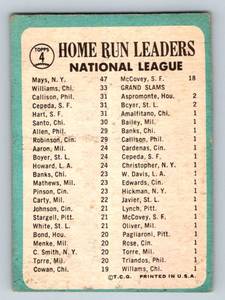 TOPPS
4
HOME RUN LEADERS
NATIONAL LEAGUE
Mays, N.Y. 47
Williams, Chi. 33
Callison, Phil. 31
Cepeda, S.F. 31
Hart, S.F. 31
Santo, Chi. 30
Allen, Phil. 29
Robinson, Cin. 29
Aaron, Mil. 24
Boyer, St.L. 24
Howard, L.A. 24
Banks, Chi. 23
Mathews, Mil. 23
Pinson, Cin. 23
Carty, Mil. 22
Johnson, Cin. 21
Stargell, Pitt. 21
White, St.L. 21
Bond, Hou. 20
Menke, Mil. 20
C. Smith, N.Y. 20
Torre, Mil. 20
Cowan, Chi. 19
McCovey, S.F. 18
GRAND SLAMS
Aspromonte, Hou. 2
Boyer, St.L. 2
Amalfitano, Chi. 1
Bailey, Mil. 1
Banks, Chi. 1
Callison, Phil. 1
Cardenas, Cin. 1
Cepeda, S.F. 1
Christopher, N.Y. 1
W. Davis, L.A. 1
Edwards, Cin. 1
Hickman, N.Y. 1
Javier, St.L. 1
Lynch, Pitt. 1
McCovey, S.F. 1
Oliver, Mil. 1
Pagliaroni, Pitt. 1
Rose, Cin. 1
Torre, Mil. 1
Triandos, Phil. 1
Williams, Chi. 1
© T.C.G. PRINTED IN U.S.A.